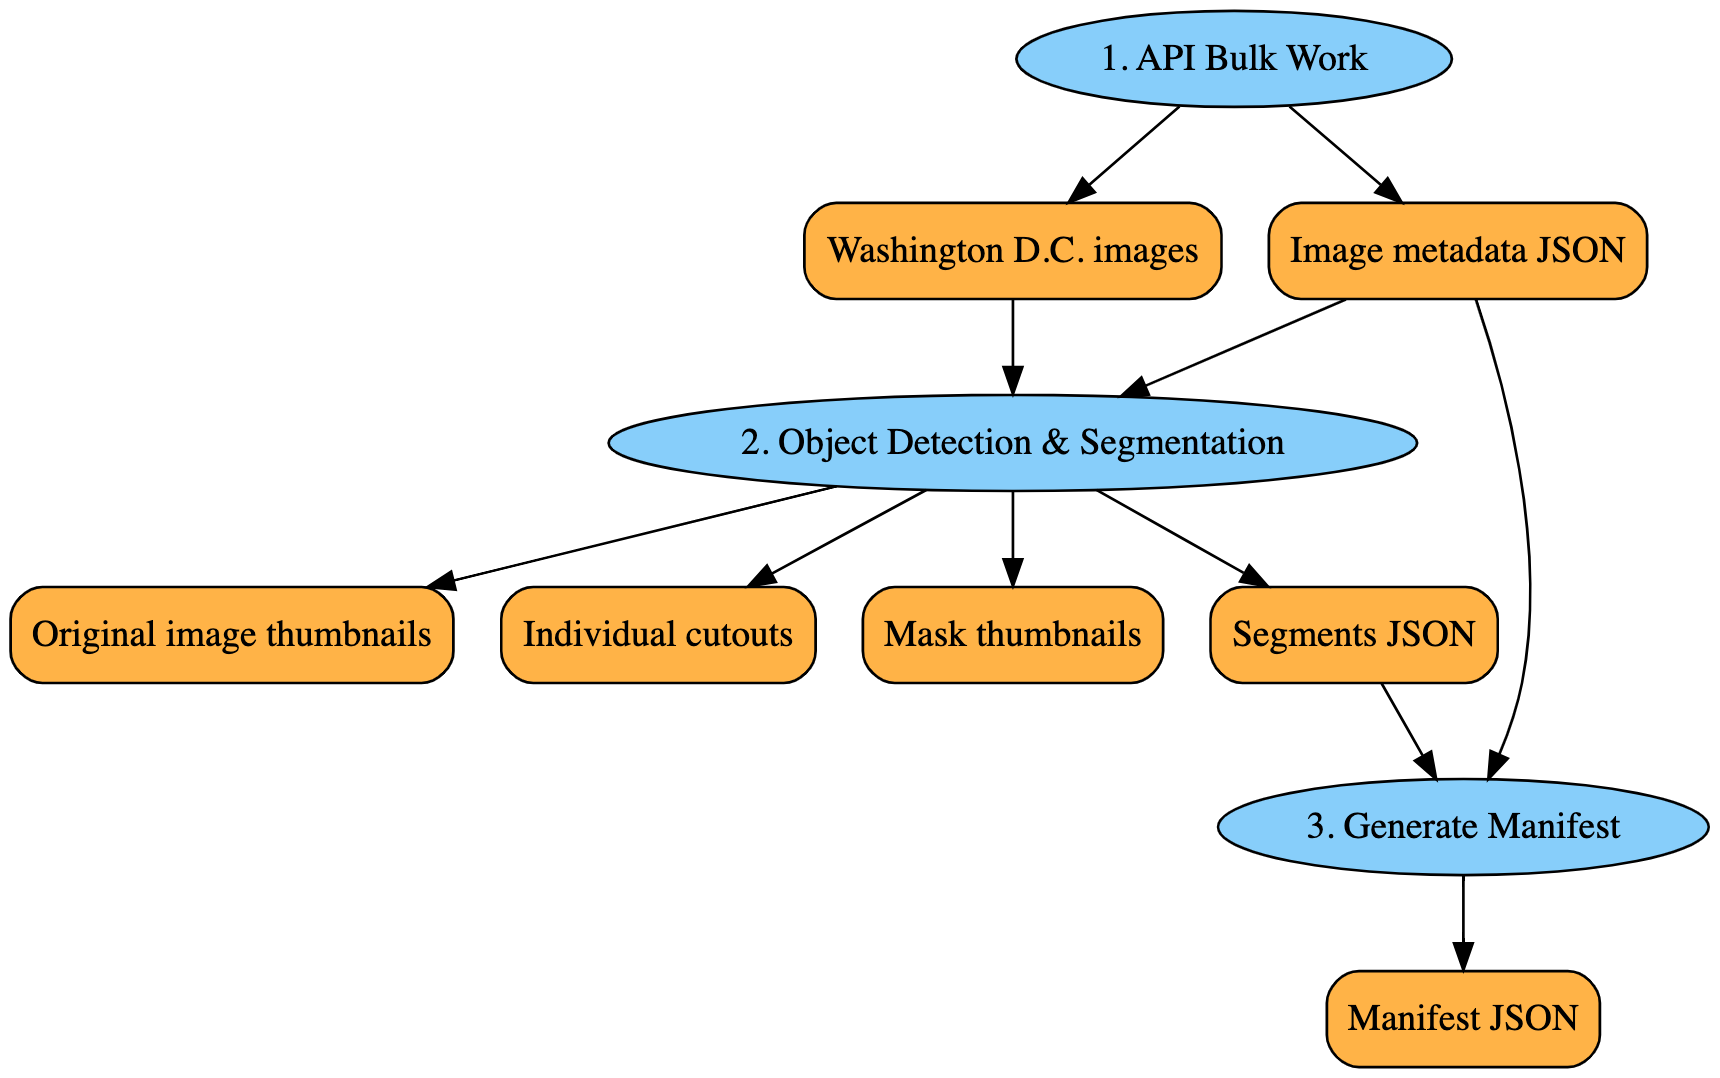 1. API Bulk Work
Washington D.C. images
Image metadata JSON
2. Object Detection & Segmentation
Original image thumbnails
Individual cutouts
Mask thumbnails
Segments JSON
3. Generate Manifest
Manifest JSON